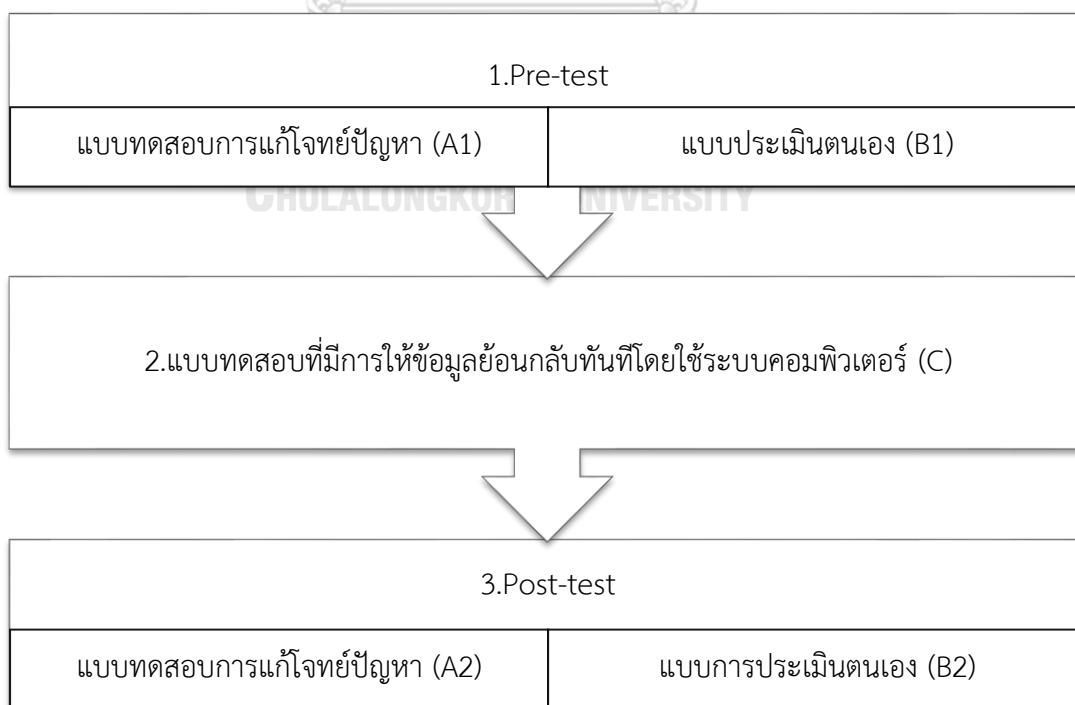 1.Pre-test
แบบทดสอบการแก้โจทย์ปัญหา (A1)
แบบประเมินตนเอง (B1)
CHULALONGKOR NIVERSITY
2.แบบทดสอบที่มีการให้ข้อมูลย้อนกลับทันทีโดยใช้ระบบคอมพิวเตอร์ (C)
3.Post-test
แบบทดสอบการแก้โจทย์ปัญหา (A2)
แบบการประเมินตนเอง (B2)